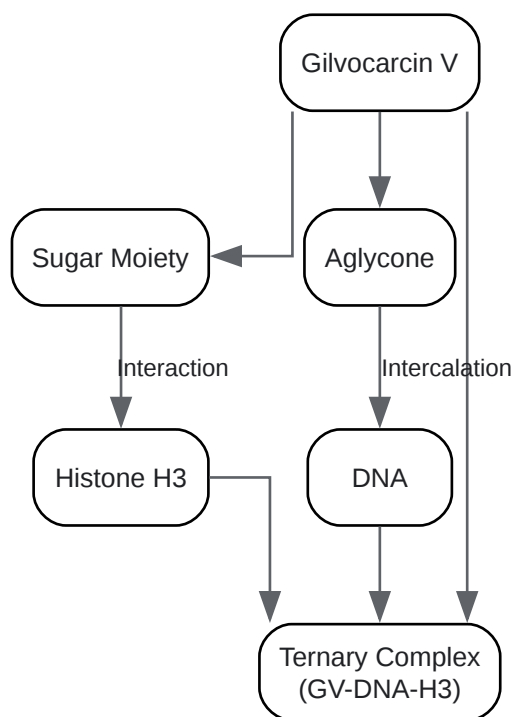 Gilvocarcin V
Sugar Moiety
Aglycone
Interaction
Intercalation
Histone H3
DNA
Ternary Complex
(GV-DNA-H3)